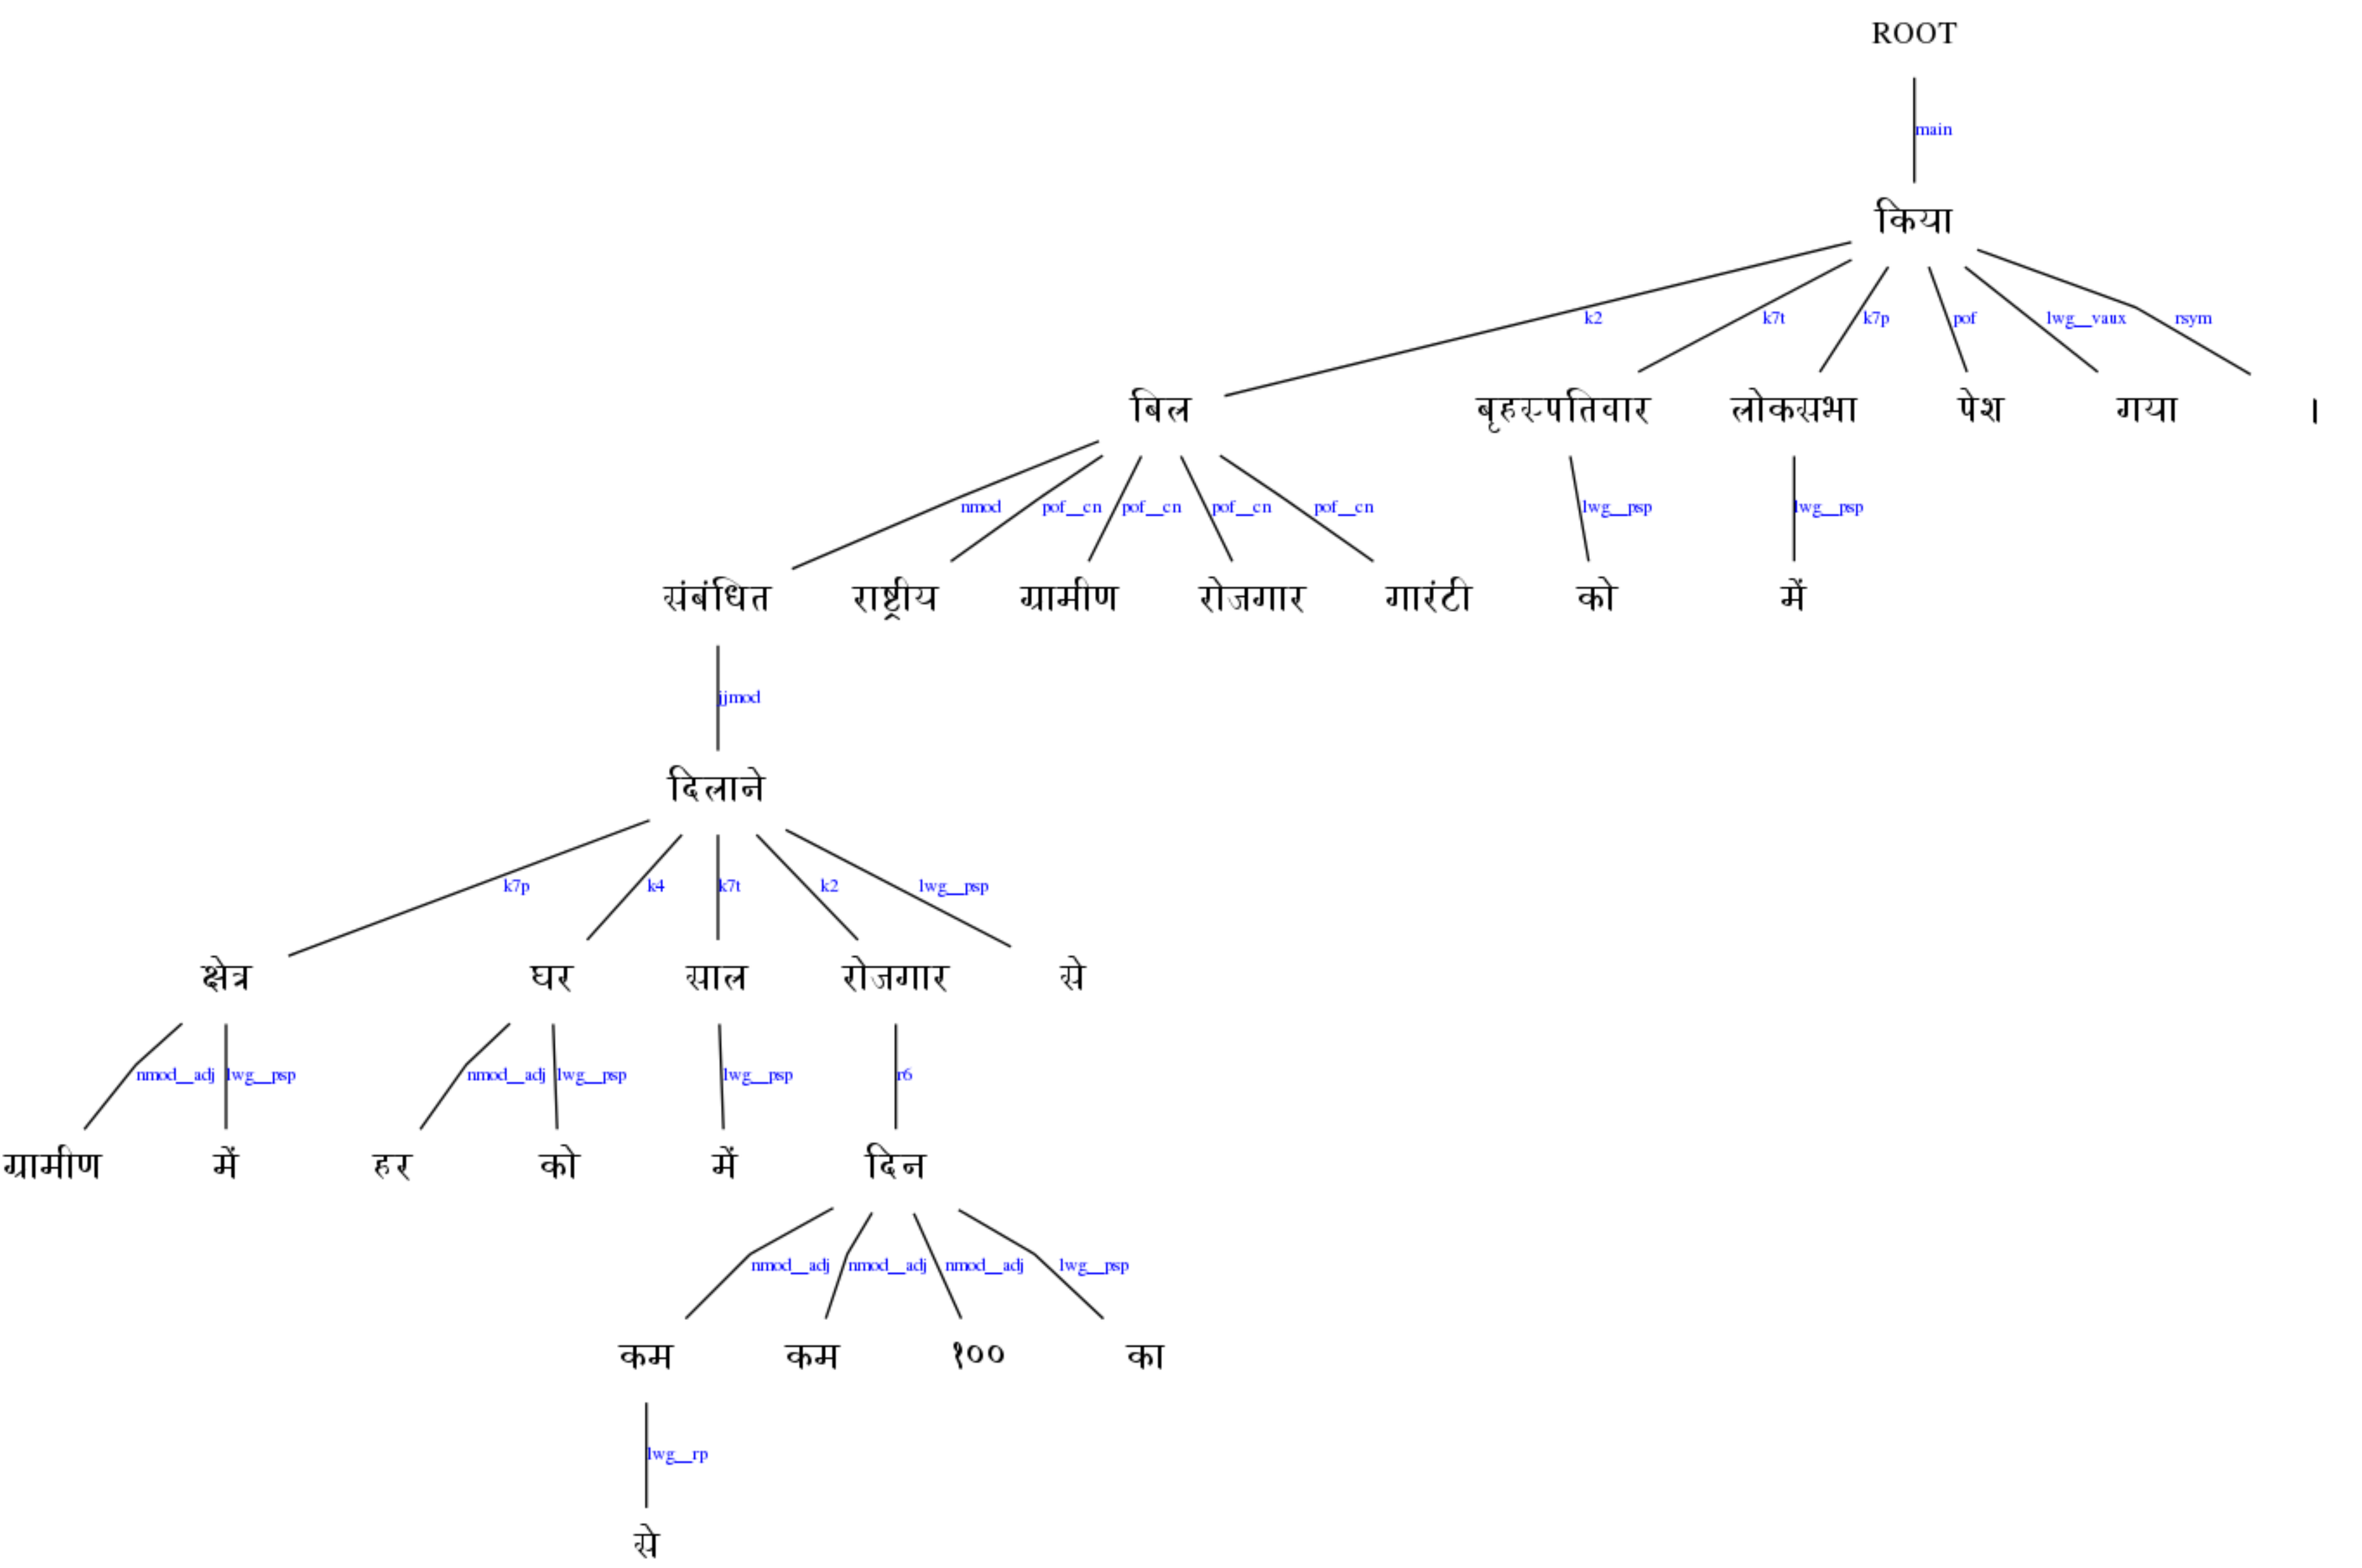 ROOT
main
किया
k2 k7t k7p pof lwg__vaux rsym
बिल बृहस्पतिवार लोकसभा पेश गया ।
nmod pof__cn pof__cn pof__cn pof__cn lwg__psp lwg__psp
संबंधित राष्ट्रीय ग्रामीण रोजगार गारंटी को में
jjmod
दिलाने
k7p k4 k7t k2 lwg__psp
क्षेत्र घर साल रोजगार से
nmod__adj lwg__psp nmod__adj lwg__psp lwg__psp r6
ग्रामीण में हर को में दिन
nmod__adj nmod__adj nmod__adj lwg__psp
कम कम १०० का
lwg__rp
से